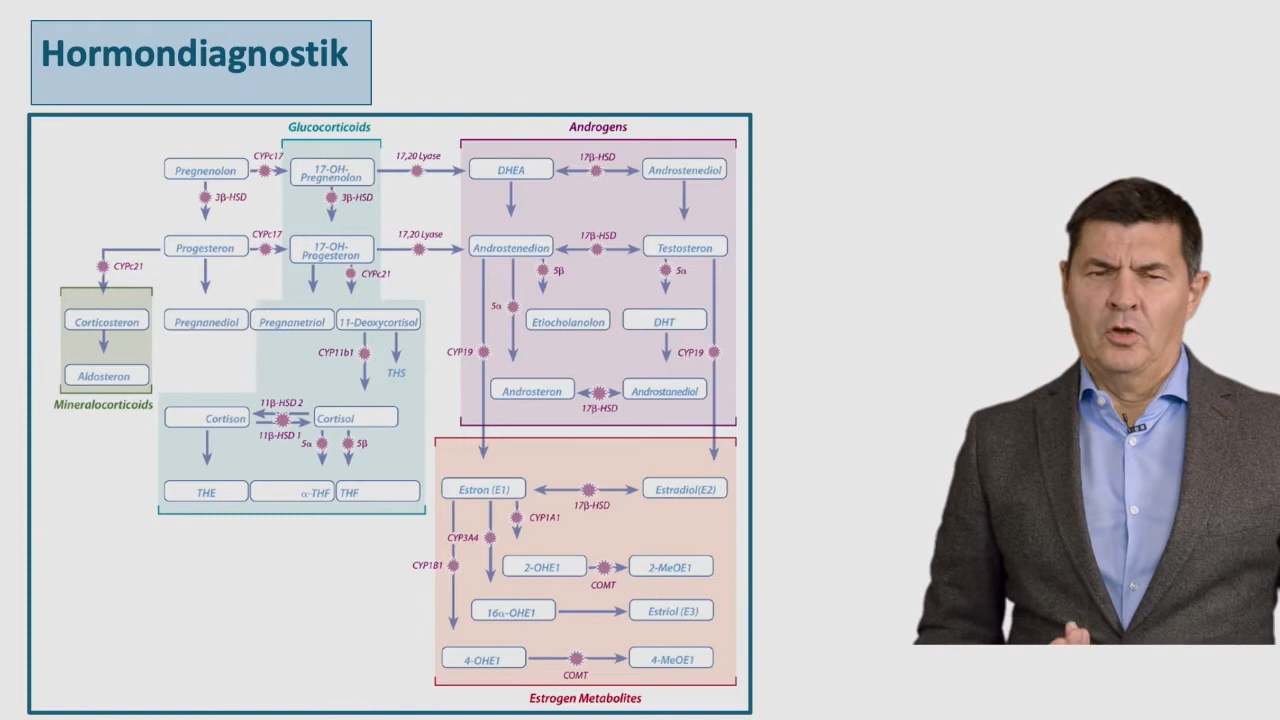 Hormondiagnostik
Glucocorticoids
Androgens
CYPc17
17,20 Lyase
17β-HSD
Pregnenolon
17-OH-
Pregnenolon
DHEA
Androstenediol
3β-HSD
3β-HSD
CYPc17
17,20 Lyase
17β-HSD
Progesteron
17-OH-
Progesteron
Androstenedion
Testosteron
CYPc21
CYPc21
5β
5α
5α
Corticosteron
Pregnanediol
Pregnanetriol
11-Deoxycortisol
Etiocholanolon
DHT
CYP11b1
CYP19
CYP19
THS
Aldosteron
Androsteron
Androstanediol
17β-HSD
Mineralocorticoids
11β-HSD 2
Cortison
Cortisol
11β-HSD 1
5α
5β
THE
α-THF
THF
Estron (E1)
Estradiol(E2)
17β-HSD
CYP1A1
CYP3A4
CYP1B1
2-OHE1
2-MeOE1
COMT
16α-OHE1
Estriol (E3)
4-OHE1
4-MeOE1
COMT
Estrogen Metabolites